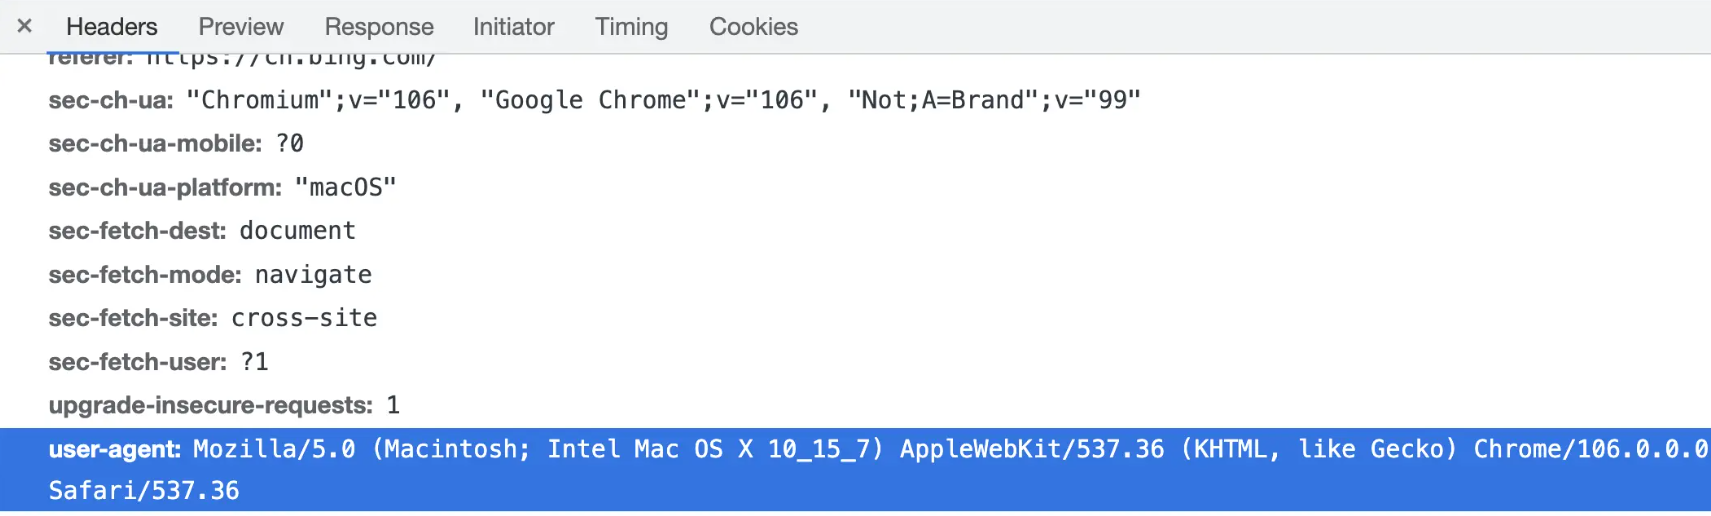 × Headers Preview Response Initiator Timing Cookies
referer: https://cn.bing.com/
sec-ch-ua: "Chromium";v="106", "Google Chrome";v="106", "Not;A=Brand";v="99"
sec-ch-ua-mobile: ?0
sec-ch-ua-platform: "macOS"
sec-fetch-dest: document
sec-fetch-mode: navigate
sec-fetch-site: cross-site
sec-fetch-user: ?1
upgrade-insecure-requests: 1
user-agent: Mozilla/5.0 (Macintosh; Intel Mac OS X 10_15_7) AppleWebKit/537.36 (KHTML, like Gecko) Chrome/106.0.0.0
Safari/537.36